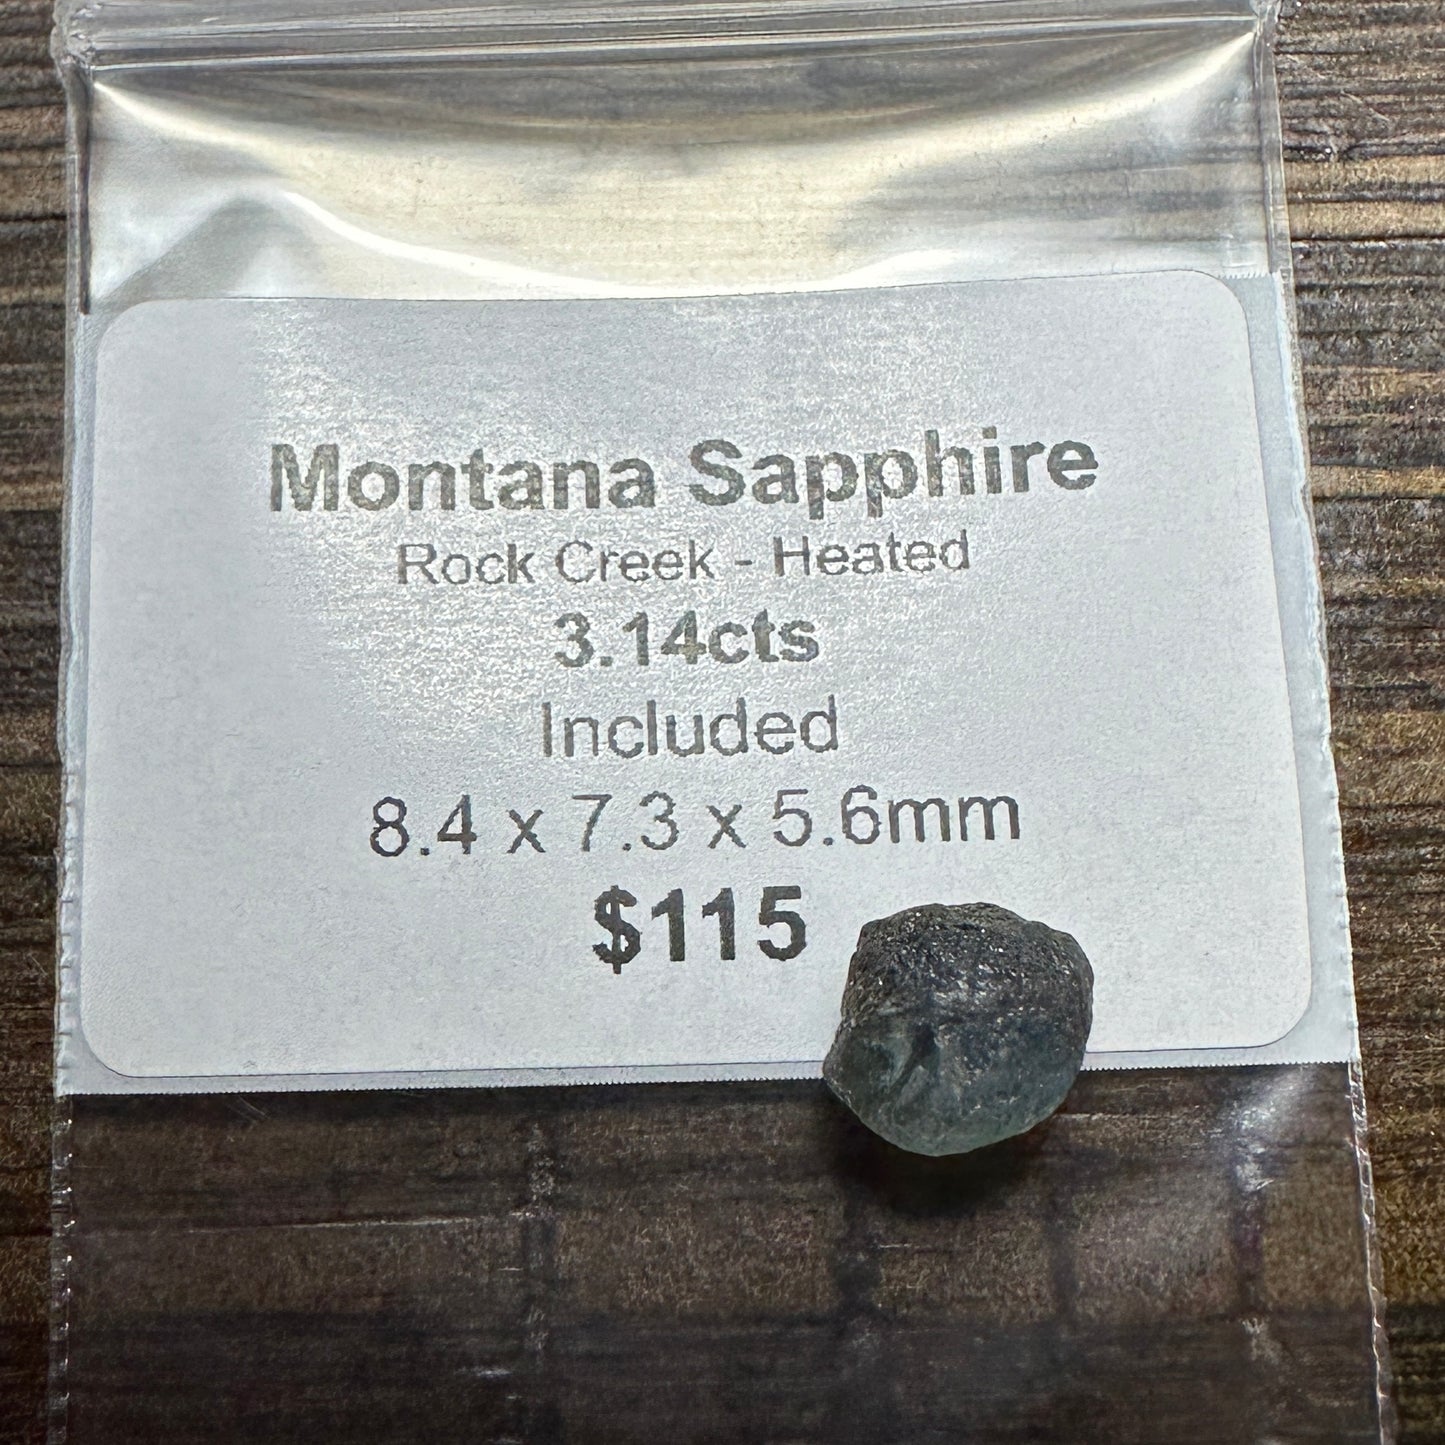 Montana Sapphire
Rock Creek - Heated
3.14cts
Included
8.4 x 7.3 x 5.6mm
$115